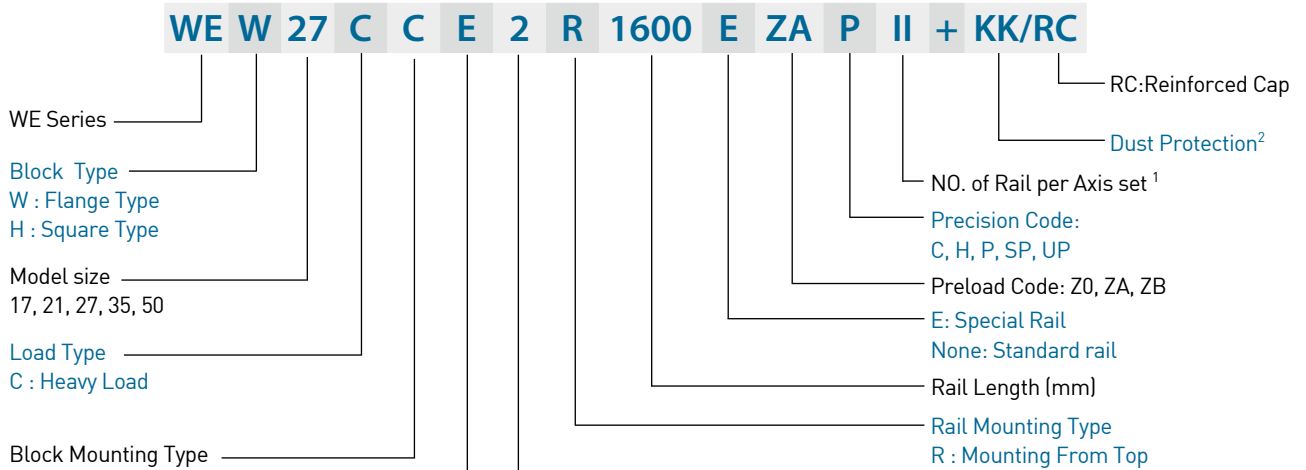 WE W 27 C C E 2 R 1600 E ZA P II + KK/RC
WE Series
Block Type
W : Flange Type
H : Square Type
Model size
17, 21, 27, 35, 50
Load Type
C : Heavy Load
Block Mounting Type
RC:Reinforced Cap
Dust Protection²
NO. of Rail per Axis set ¹
Precision Code:
C, H, P, SP, UP
Preload Code: Z0, ZA, ZB
E: Special Rail
None: Standard rail
Rail Length (mm)
Rail Mounting Type
R : Mounting From Top